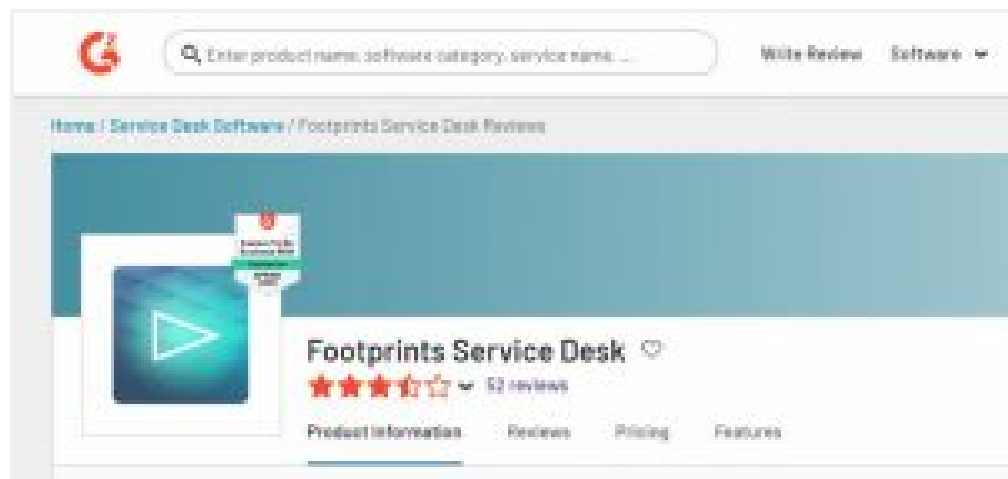 Enter product name, software category, service name, ...
Write Review Software
Home / Service Desk Software / Footprints Service Desk Reviews
Footprints Service Desk
52 reviews
Product Information Reviews Pricing Features